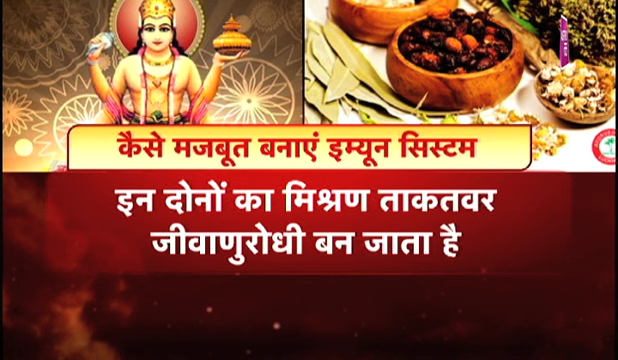 कैसे मजबूत बनाएं इम्यून सिस्टम
इन दोनों का मिश्रण ताकतवर
जीवाणुरोधी बन जाता है